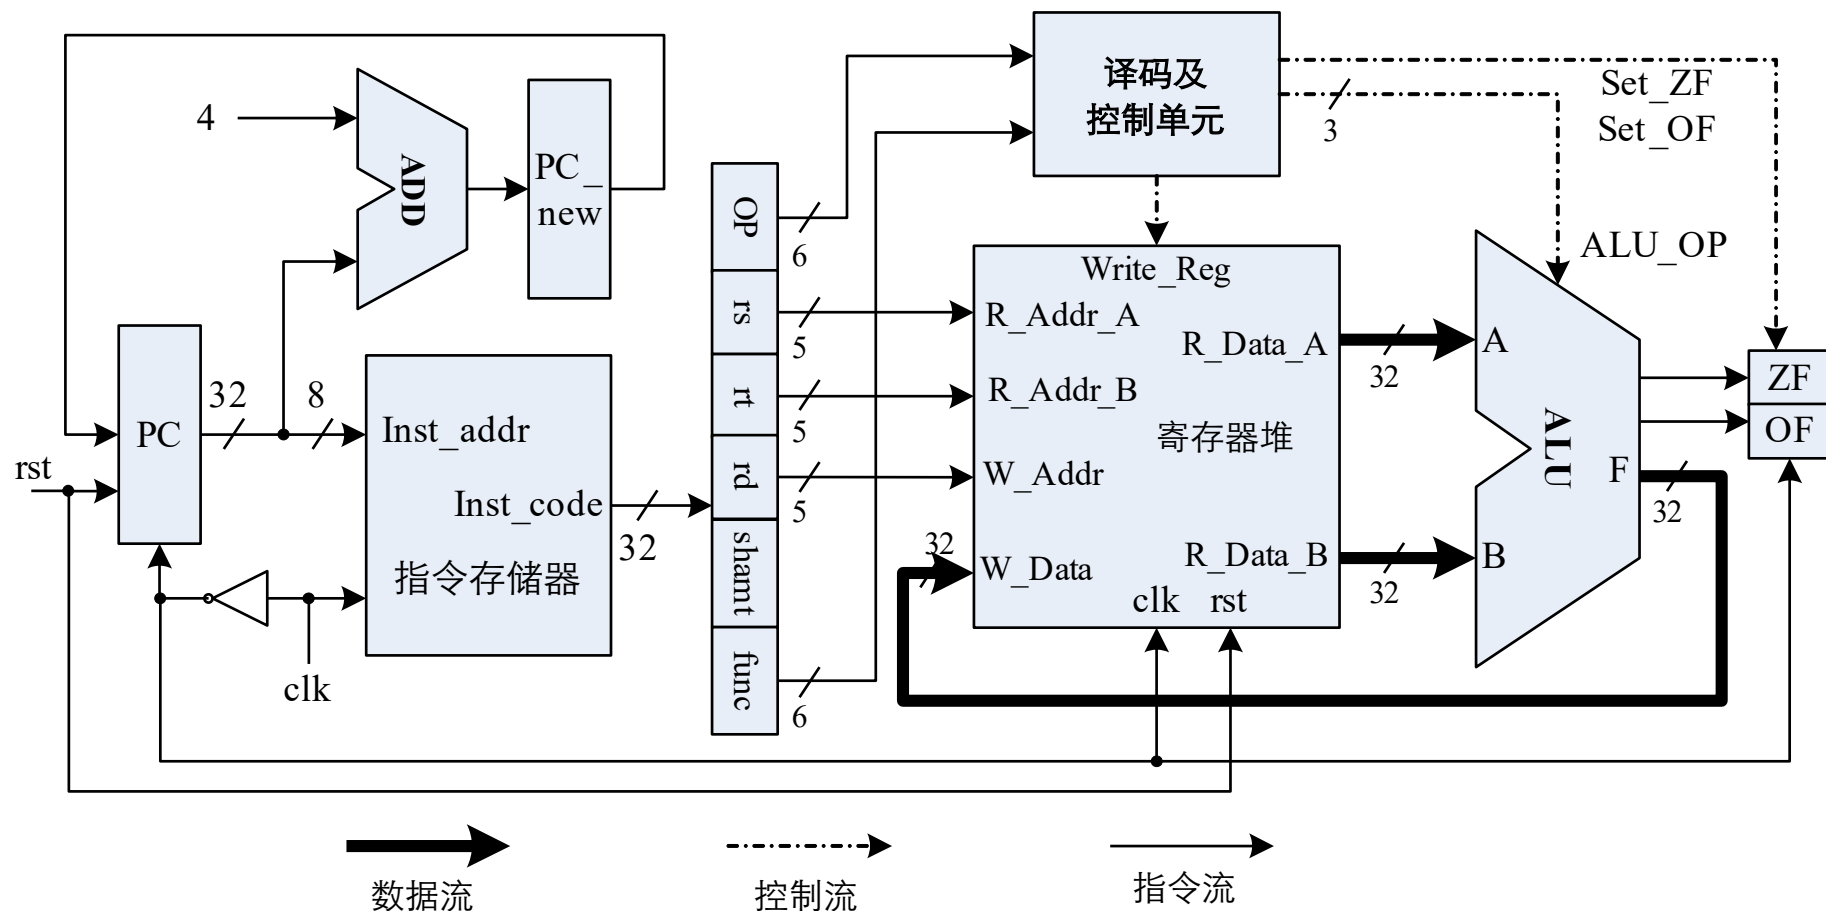 译码及
控制单元
Set_ZF
Set_OF
3
4
ADD
PC_
new
OP
6
ALU_OP
Write_Reg
rs
5
R_Addr_A
R_Data_A
32
A
ZF
PC
32
8
Inst_addr
rt
5
R_Addr_B
寄存器堆
ALU
OF
rst
Inst_code
32
rd
5
W_Addr
F
32
指令存储器
shamt
32
W_Data
R_Data_B
32
B
clk
rst
clk
func
6
数据流
控制流
指令流